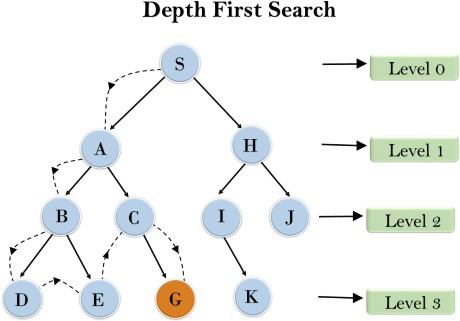 Depth First Search
S
Level 0
A
H
Level 1
B
C
I
J
Level 2
D
E
G
K
Level 3